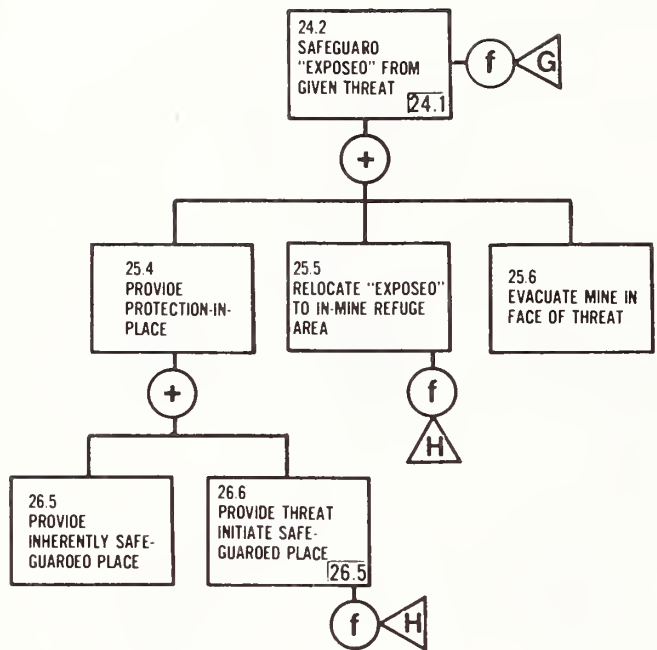 24.2
SAFEGUARO
"EXPOSEO" FROM
GIVEN THREAT
24.1
f
G
+
25.4
PROVIDE
PROTECTION-IN-
PLACE
25.5
RELOCATE "EXPOSEO"
TO IN-MINE REFUGE
AREA
25.6
EVACUATE MINE IN
FACE OF THREAT
+
f
H
26.5
PROVIOE
INHERENTLY SAFE-
GUAROEO PLACE
26.6
PROVIDE THREAT
INITIATE SAFE-
GUAROED PLACE
26.5
f
H